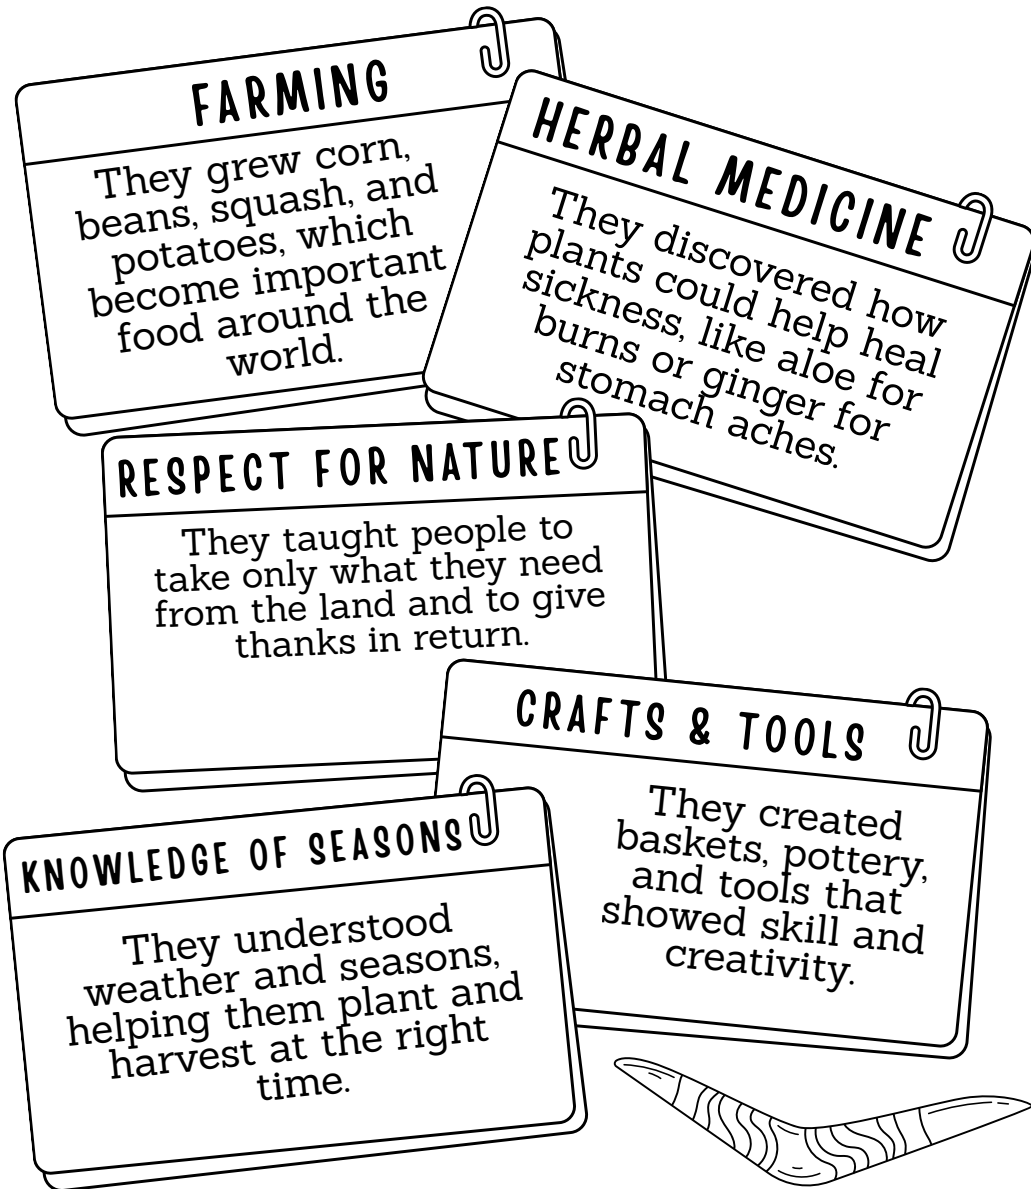 FARMING
They grew corn,
beans, squash, and
potatoes, which
become important
food around the
world.
HERBAL MEDICINE
They discovered how
plants could help heal
sickness, like aloe for
burns or ginger for
stomach aches.
RESPECT FOR NATURE
They taught people to
take only what they need
from the land and to give
thanks in return.
CRAFTS & TOOLS
They created
baskets, pottery,
and tools that
showed skill and
creativity.
KNOWLEDGE OF SEASONS
They understood
weather and seasons,
helping them plant and
harvest at the right
time.